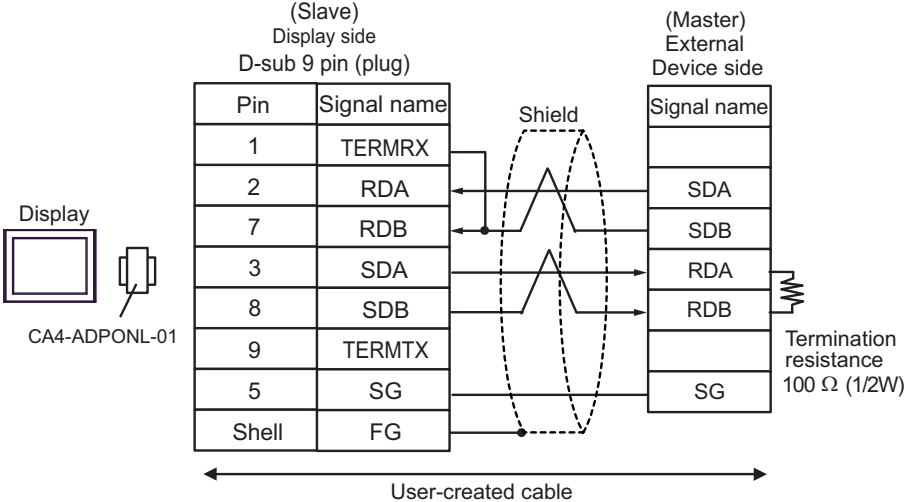 (Slave)
Display side
D-sub 9 pin (plug)
(Master)
External
Device side
Pin Signal name
Shield
Signal name
1 TERMRX
2 RDA
SDA
7 RDB
SDB
3 SDA
RDA
8 SDB
RDB
9 TERMTX
5 SG
SG
Shell FG
Display
CA4-ADPONL-01
Termination
resistance
100 Ω (1/2W)
User-created cable